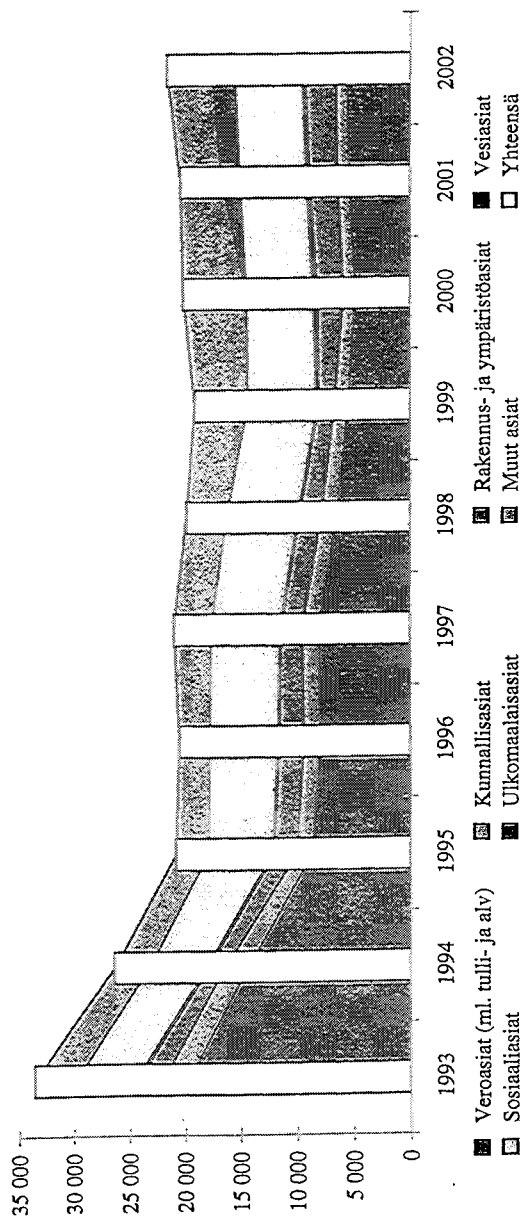 35 000
30 000
25 000
20 000
15 000
10 000
5 000
0
1993 1994 1995 1996 1997 1998 1999 2000 2001 2002
Veroasiat (ml. tulli- ja alv) Kunnallisasiat Rakennus- ja ympäristöasiat Vesiasiat
Sosiaaliasiat Ulkomaalaisasiat Muut asiat Yhteensä